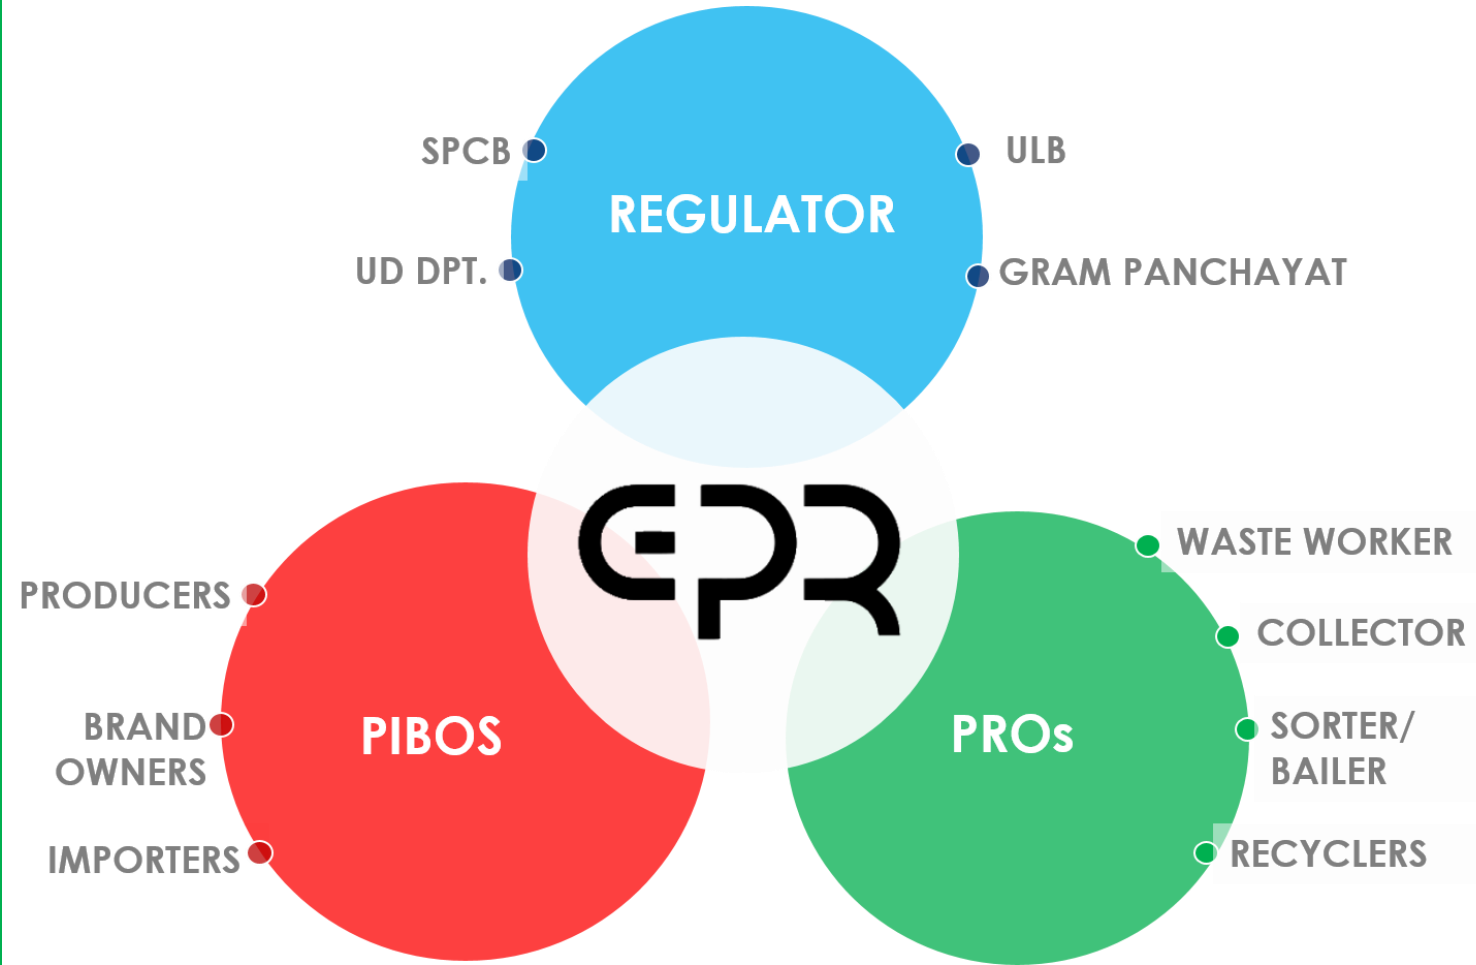 SPCB
ULB
REGULATOR
UD DPT.
GRAM PANCHAYAT
EPR
WASTE WORKER
PRODUCERS
COLLECTOR
BRAND
OWNERS
PIBOS
PROs
SORTER/
BAILER
IMPORTERS
RECYCLERS